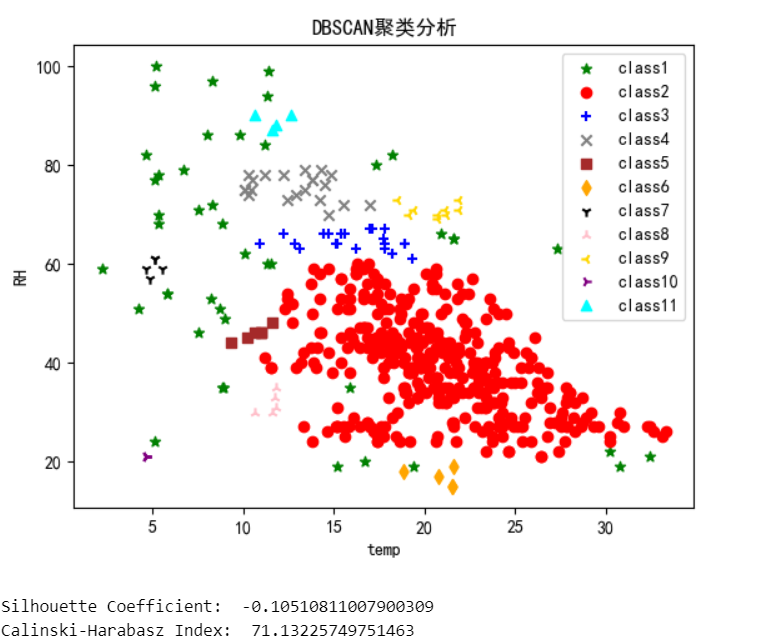 DBSCAN聚类分析
class1
class2
class3
class4
class5
class6
class7
class8
class9
class10
class11
100
80
60
40
20
RH
5 10 15 20 25 30
temp
Silhouette Coefficient: -0.10510811007900309
Calinski-Harabasz Index: 71.13225749751463